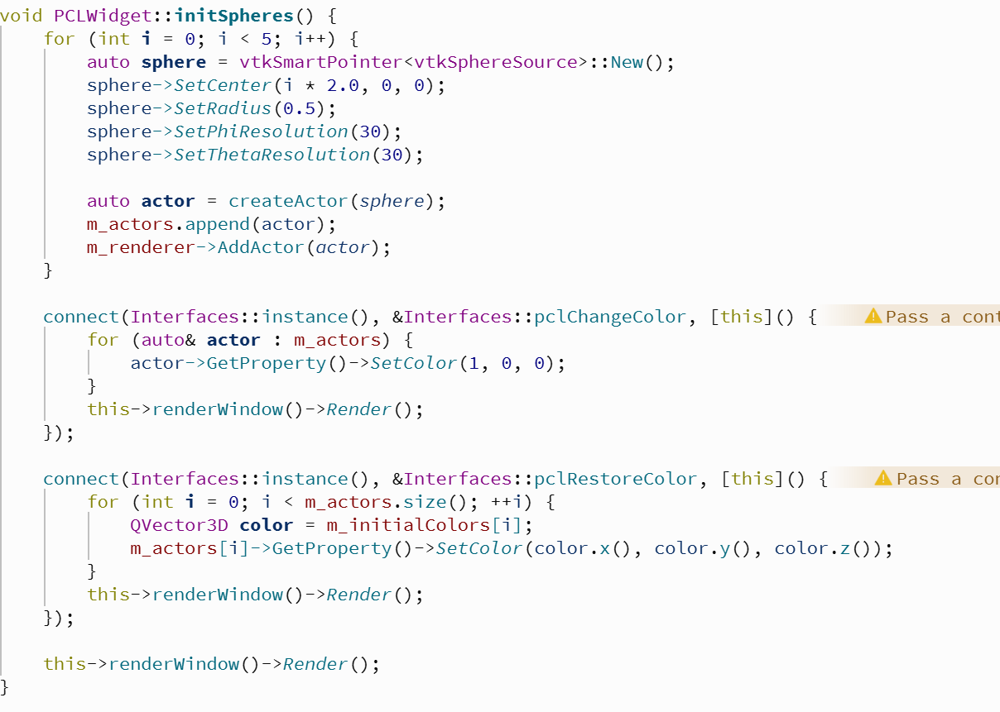 void PCLWidget::initSpheres() {
    for (int i = 0; i < 5; i++) {
        auto sphere = vtkSmartPointer<vtkSphereSource>::New();
        sphere->SetCenter(i * 2.0, 0, 0);
        sphere->SetRadius(0.5);
        sphere->SetPhiResolution(30);
        sphere->SetThetaResolution(30);

        auto actor = createActor(sphere);
        m_actors.append(actor);
        m_renderer->AddActor(actor);
    }

    connect(Interfaces::instance(), &Interfaces::pclChangeColor, [this]() {    Pass a
        for (auto& actor : m_actors) {
            actor->GetProperty()->SetColor(1, 0, 0);
        }
        this->renderWindow()->Render();
    });

    connect(Interfaces::instance(), &Interfaces::pclRestoreColor, [this]() {    Pass a
        for (int i = 0; i < m_actors.size(); ++i) {
            QVector3D color = m_initialColors[i];
            m_actors[i]->GetProperty()->SetColor(color.x(), color.y(), color.z());
        }
        this->renderWindow()->Render();
    });

    this->renderWindow()->Render();
}